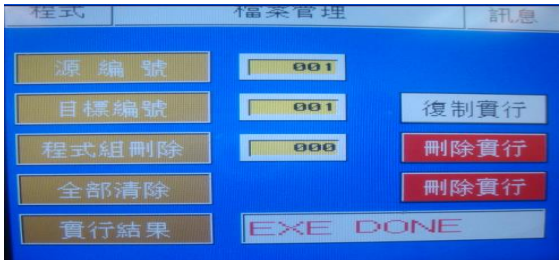 程式 檔案管理 訊息
源 編 號 001
目標編號 001 復制實行
程式組刪除 000 刪除實行
全部清除 刪除實行
實行結果 EXE DONE